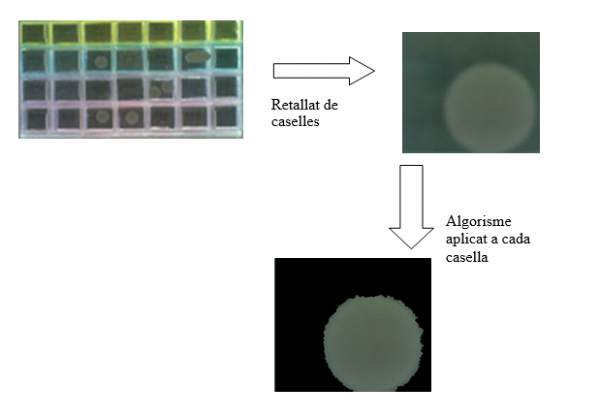 Retallat de
caselles
Algorisme
aplicat a cada
casella